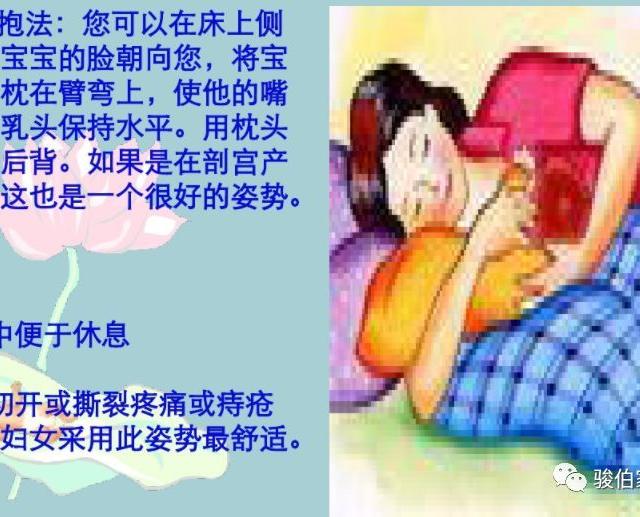 抱法：您可以在床上侧
宝宝的脸朝向您，将宝
枕在臂弯上，使他的嘴
乳头保持水平。用枕头
后背。如果是在剖宫产
这也是一个很好的姿势。
中便于休息
切开或撕裂疼痛或痔疮
妇女采用此姿势最舒适。
骏伯家